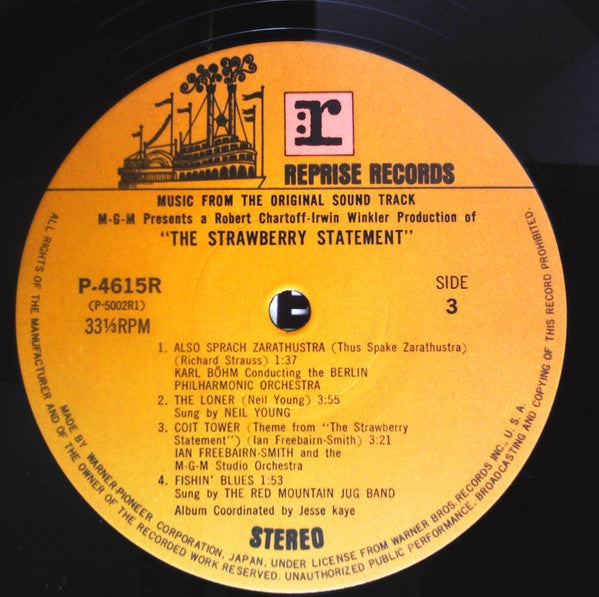 r
REPRISE RECORDS
MUSIC FROM THE ORIGINAL SOUND TRACK
M-G-M Presents a Robert Chartoff-Irwin Winkler Production of
"THE STRAWBERRY STATEMENT"
P-4615R
(P-5002R1)
33⅓RPM
SIDE
3
1. ALSO SPRACH ZARATHUSTRA (Thus Spake Zarathustra)
(Richard Strauss) 1:37
KARL BÖHM Conducting the BERLIN
PHILHARMONIC ORCHESTRA
2. THE LONER (Neil Young) 3:55
Sung by NEIL YOUNG
3. COIT TOWER (Theme from "The Strawberry
Statement") (Ian Freebairn-Smith) 3:21
IAN FREEBAIRN-SMITH and the
M-G-M Studio Orchestra
4. FISHIN' BLUES 1:53
Sung by THE RED MOUNTAIN JUG BAND
Album Coordinated by Jesse kaye
STEREO
MADE BY WARNER-PIONEER CORPORATION, JAPAN, UNDER LICENSE FROM WARNER BROS. RECORDS INC., U. S. A.
ALL RIGHTS OF THE MANUFACTURER AND OF THE OWNER OF THE RECORDED WORK RESERVED. UNAUTHORIZED PUBLIC PERFORMANCE, BROADCASTING AND COPYING OF THIS RECORD PROHIBITED.